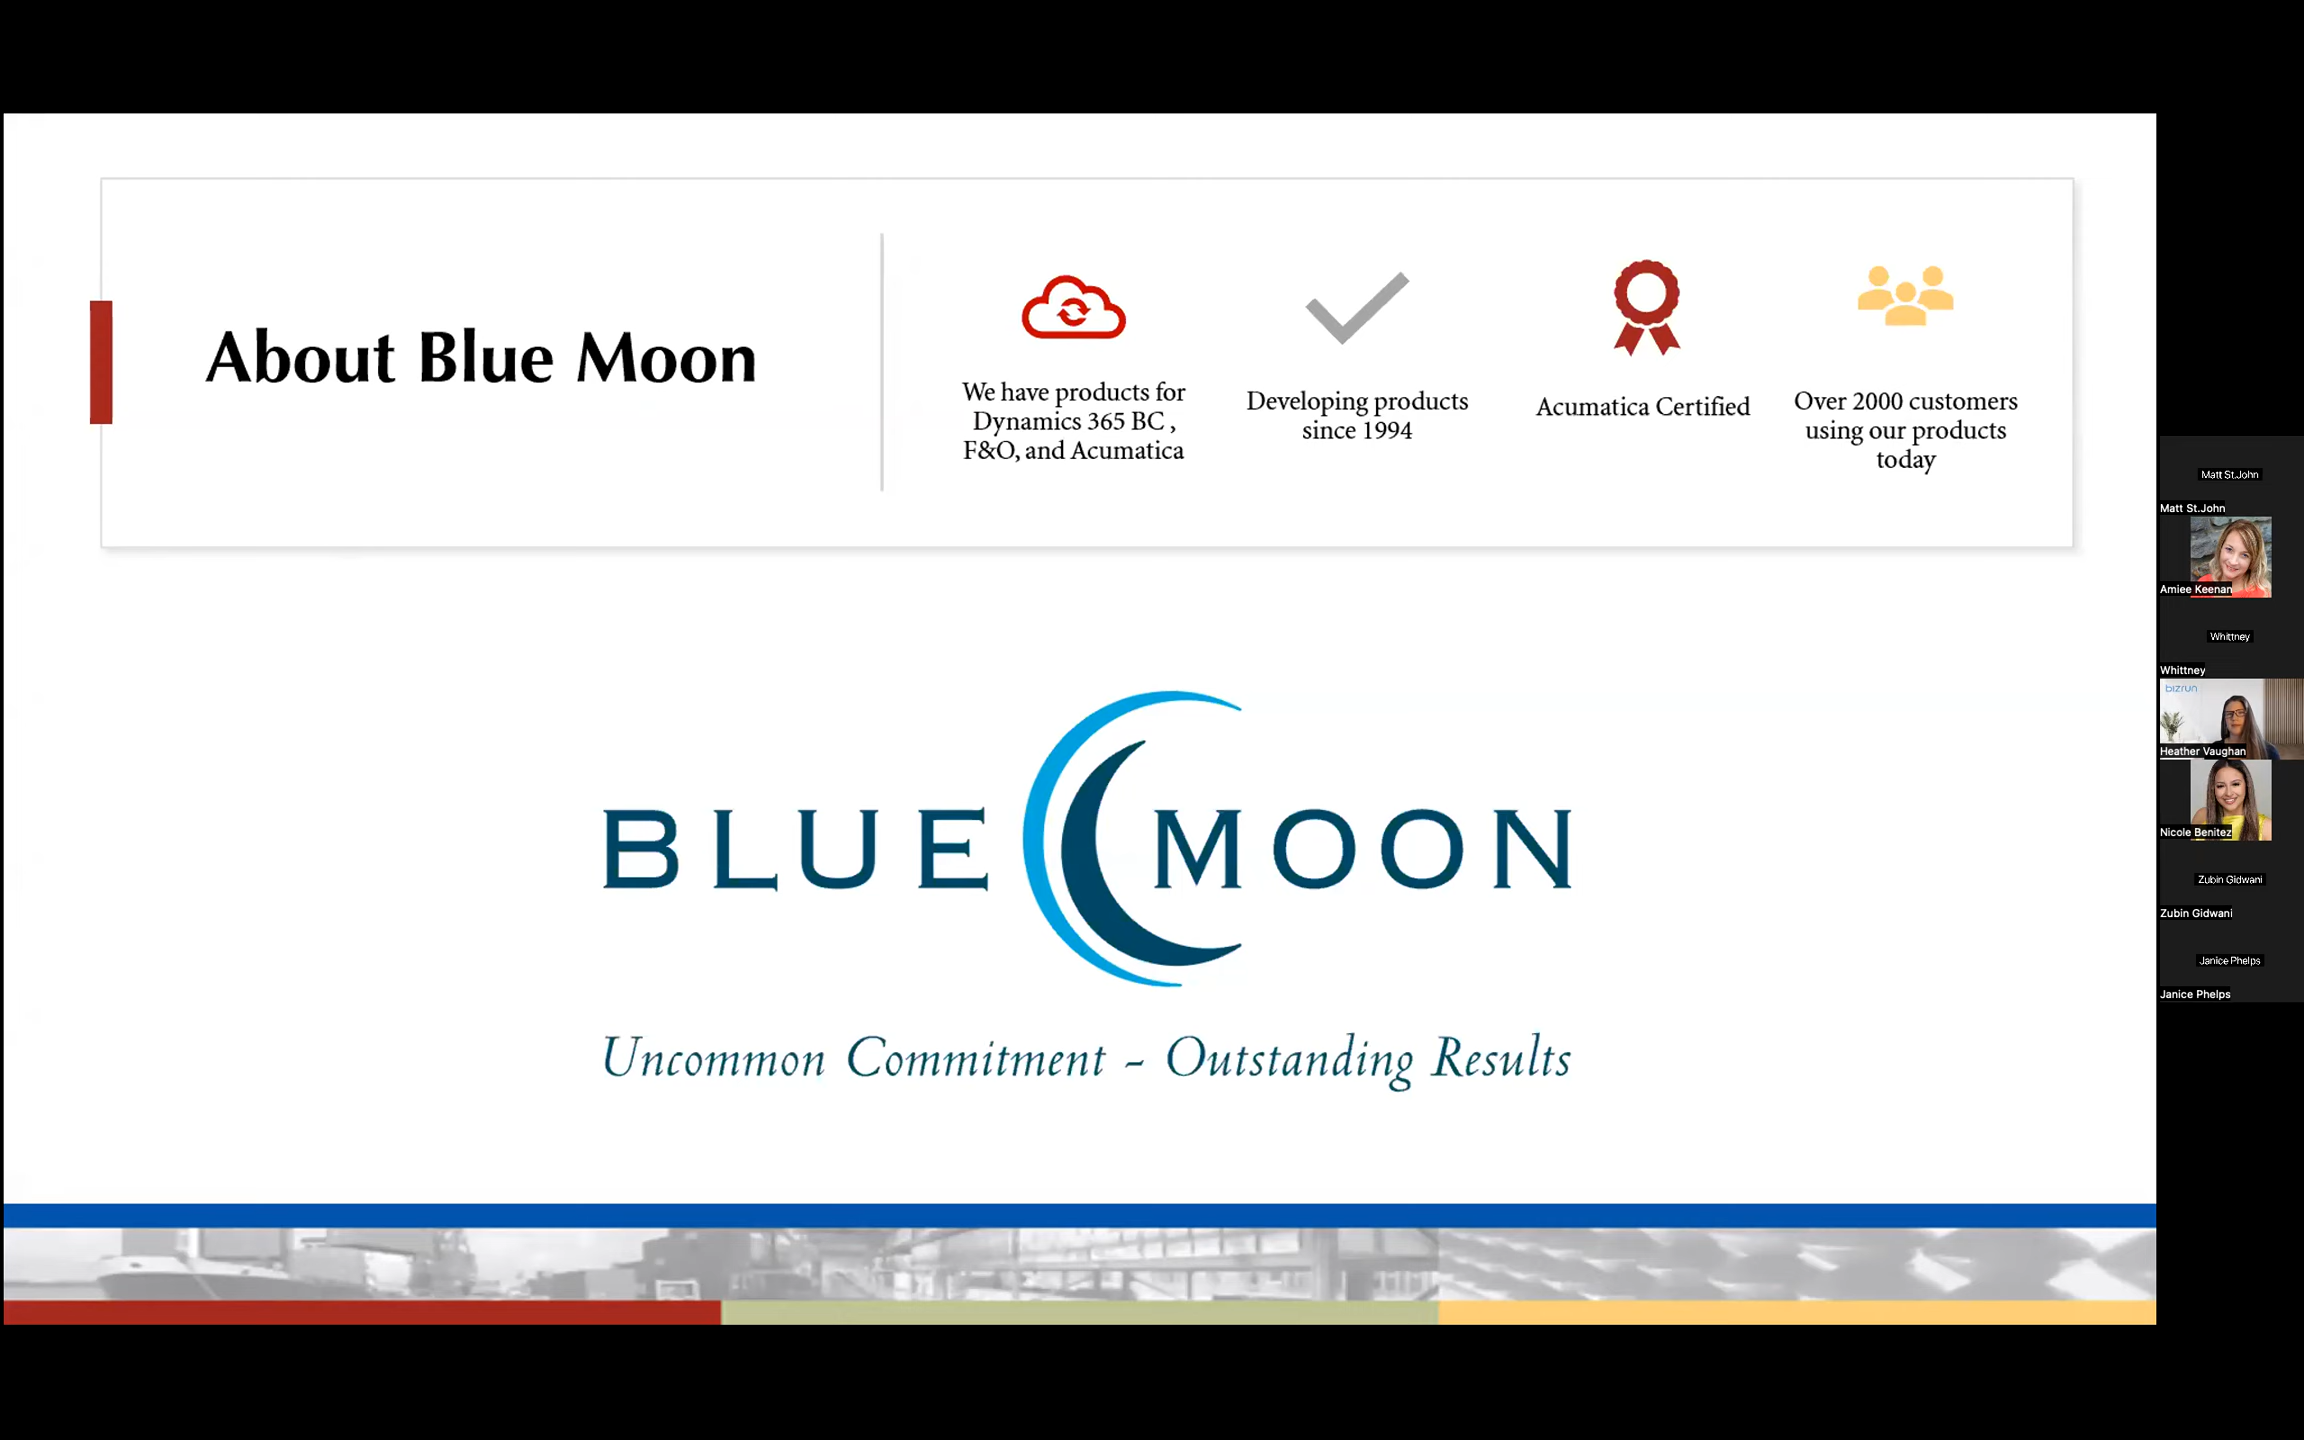 About Blue Moon
We have products for
Dynamics 365 BC ,
F&O, and Acumatica
Developing products
since 1994
Acumatica Certified
Over 2000 customers
using our products
today
BLUE MOON
Uncommon Commitment - Outstanding Results
Matt St.John
Matt St.John
Amiee Keenan
Whittney
Whittney
bizrun
Heather Vaughan
Nicole Benitez
Zubin Gidwani
Zubin Gidwani
Janice Phelps
Janice Phelps